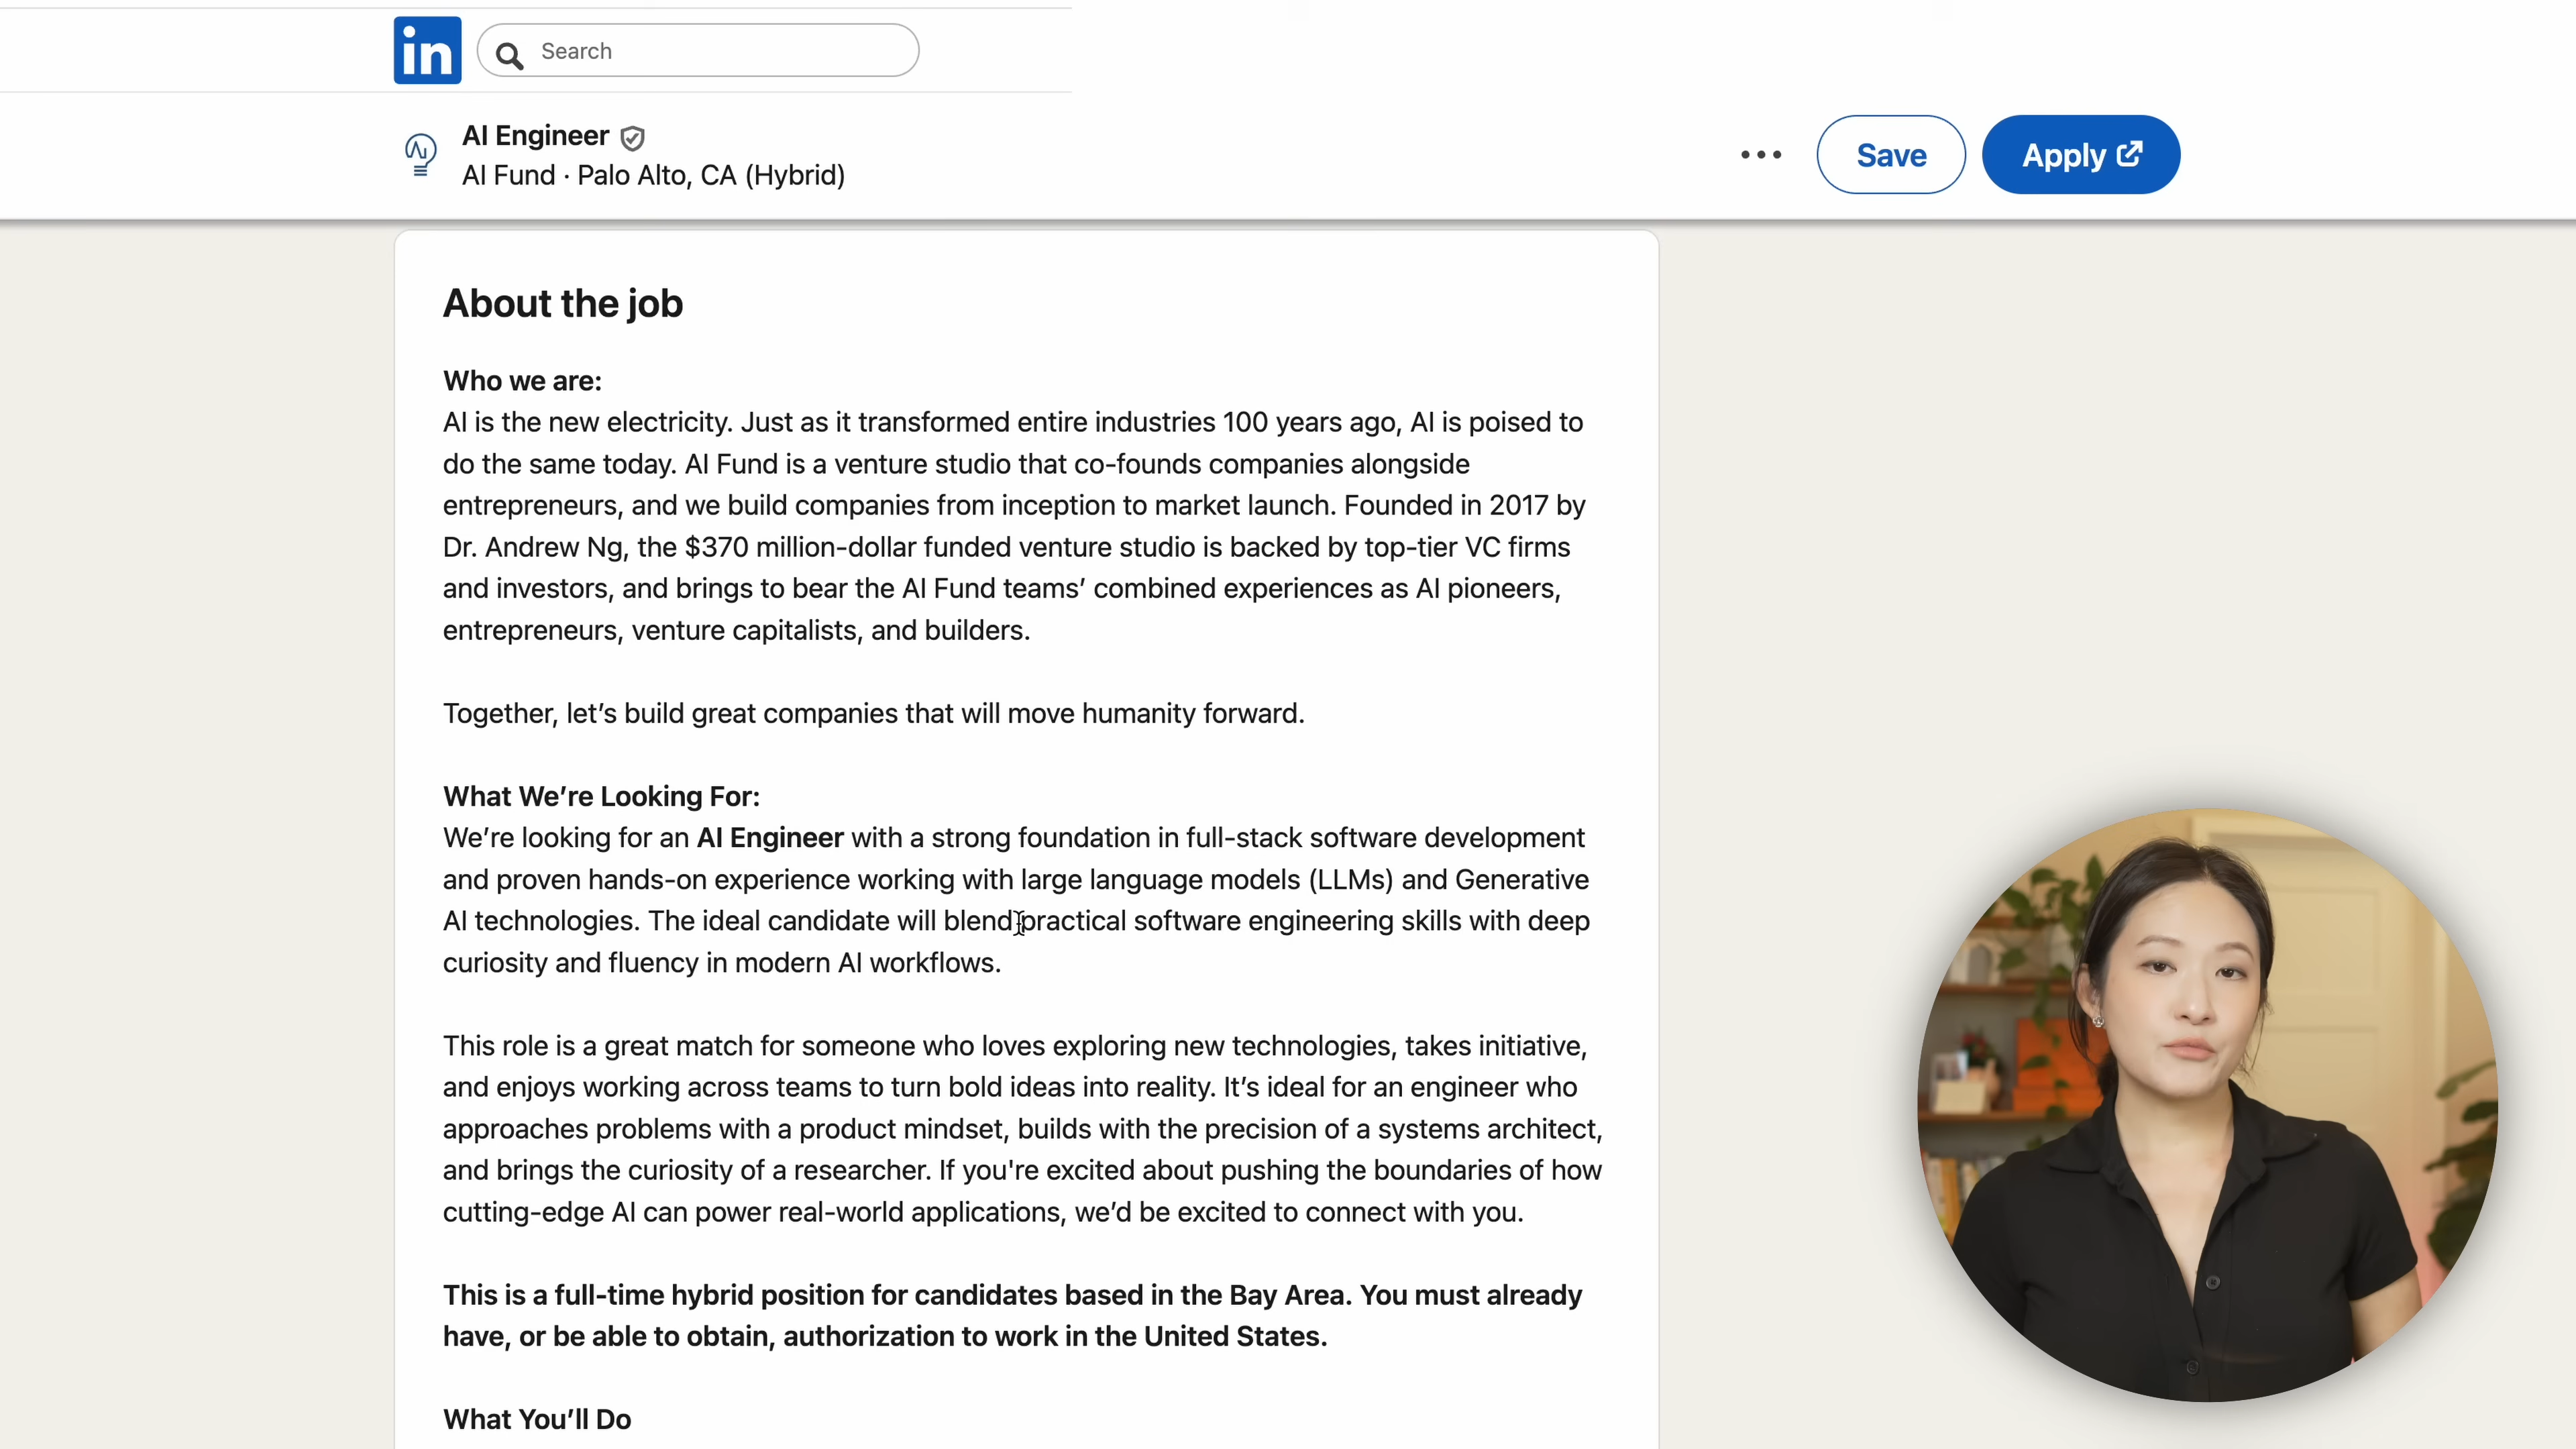 in
Search
AI Engineer
AI Fund · Palo Alto, CA (Hybrid)
Save
Apply
About the job
Who we are:
AI is the new electricity. Just as it transformed entire industries 100 years ago, AI is poised to
do the same today. AI Fund is a venture studio that co-founds companies alongside
entrepreneurs, and we build companies from inception to market launch. Founded in 2017 by
Dr. Andrew Ng, the $370 million-dollar funded venture studio is backed by top-tier VC firms
and investors, and brings to bear the AI Fund teams’ combined experiences as AI pioneers,
entrepreneurs, venture capitalists, and builders.
Together, let’s build great companies that will move humanity forward.
What We’re Looking For:
We’re looking for an AI Engineer with a strong foundation in full-stack software development
and proven hands-on experience working with large language models (LLMs) and Generative
AI technologies. The ideal candidate will blend practical software engineering skills with deep
curiosity and fluency in modern AI workflows.
This role is a great match for someone who loves exploring new technologies, takes initiative,
and enjoys working across teams to turn bold ideas into reality. It’s ideal for an engineer who
approaches problems with a product mindset, builds with the precision of a systems architect,
and brings the curiosity of a researcher. If you're excited about pushing the boundaries of how
cutting-edge AI can power real-world applications, we’d be excited to connect with you.
This is a full-time hybrid position for candidates based in the Bay Area. You must already
have, or be able to obtain, authorization to work in the United States.
What You’ll Do